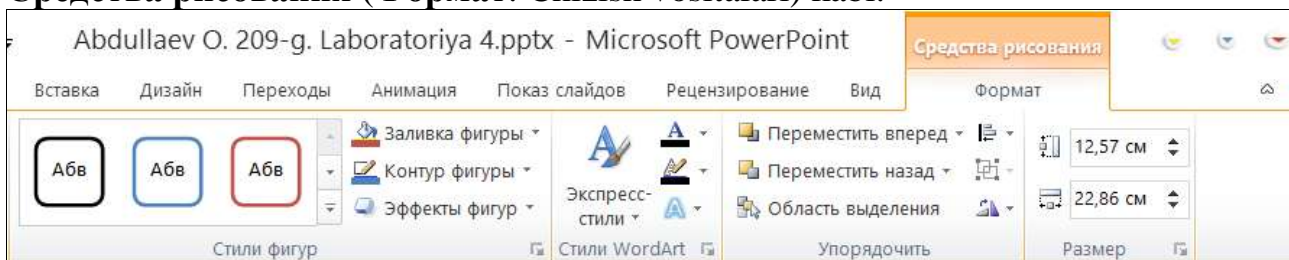 Abdullaev O. 209-g. Laboratoriya 4.pptx - Microsoft PowerPoint
Средства рисования
Вставка Дизайн Переходы Анимация Показ слайдов Рецензирование Вид Формат
Абв Абв Абв
Заливка фигуры
Контур фигуры
Эффекты фигур
Экспресс-
стили
Переместить вперед
Переместить назад
Область выделения
12,57 см
22,86 см
Стили фигур Стили WordArt Упорядочить Размер